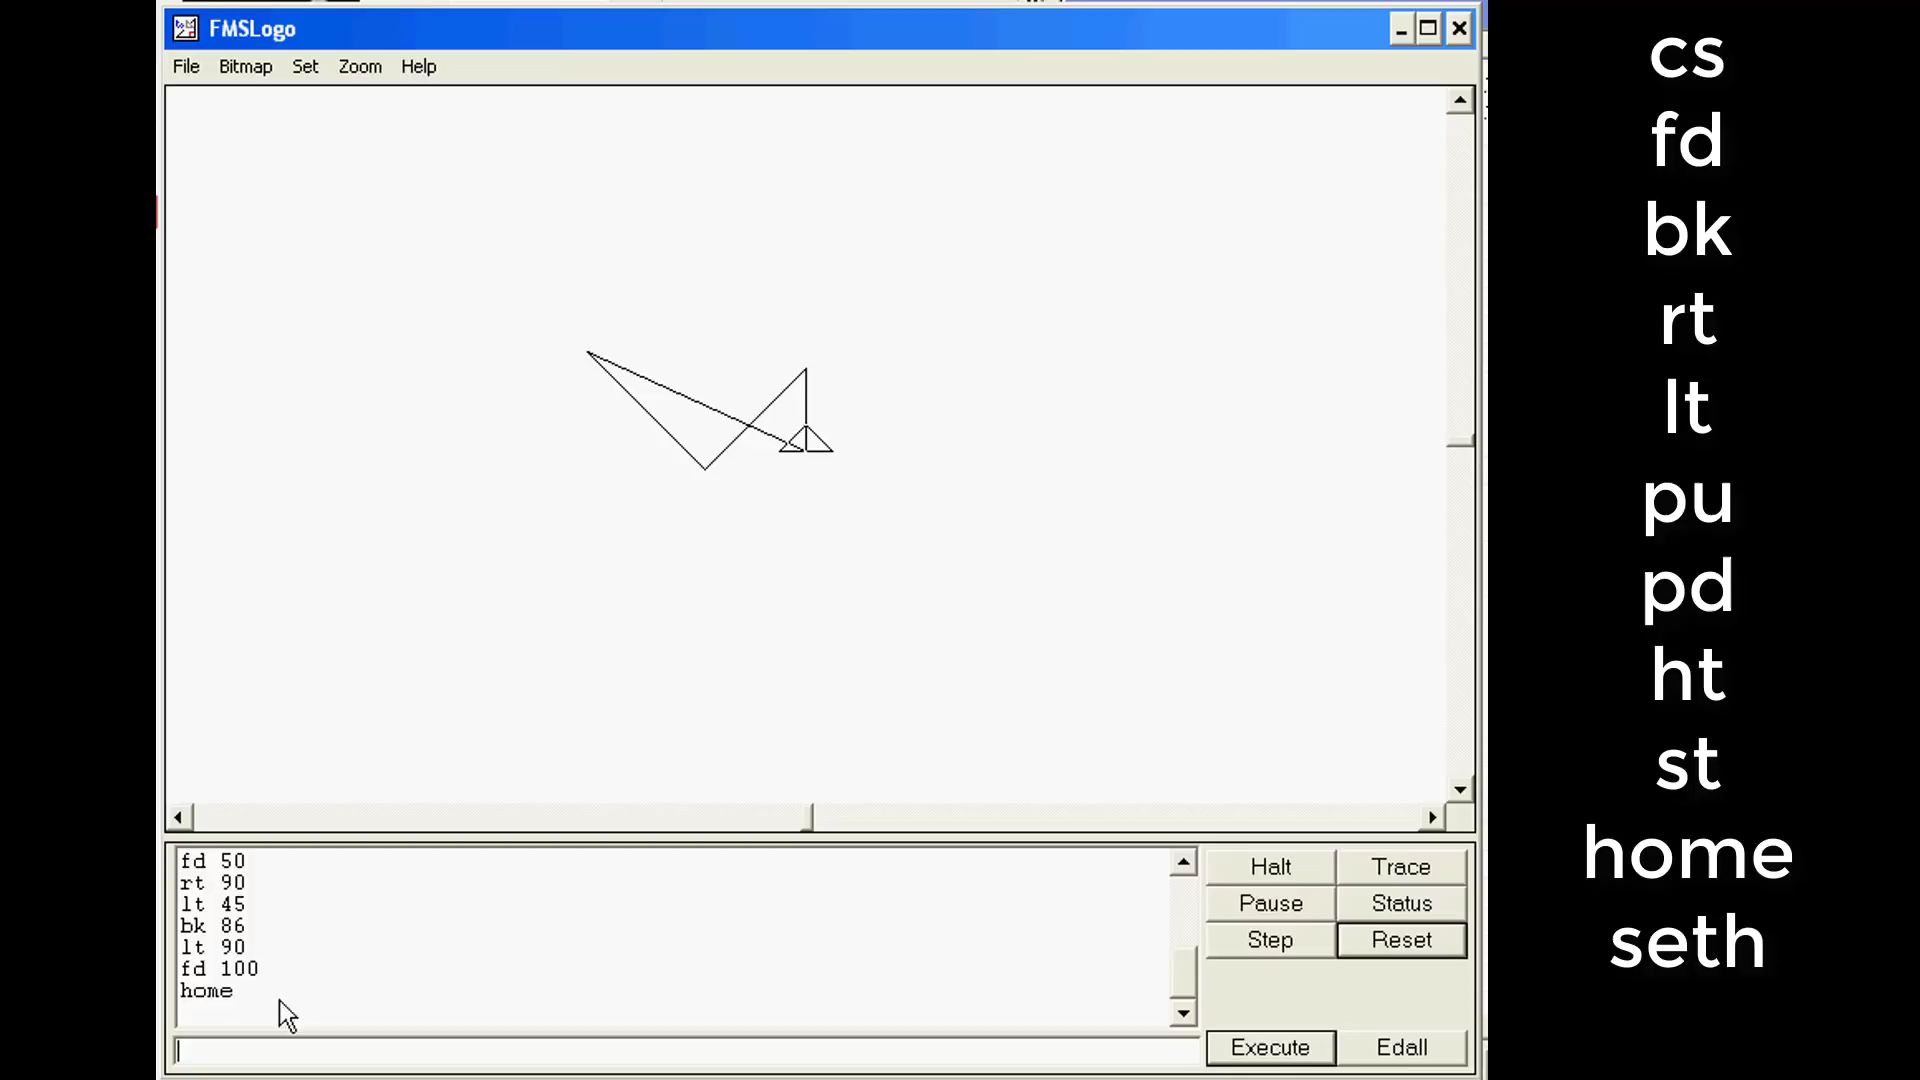 FMSLogo
File Bitmap Set Zoom Help
fd 50
rt 90
lt 45
bk 86
lt 90
fd 100
home
Halt Trace
Pause Status
Step Reset
Execute Edall
cs
fd
bk
rt
lt
pu
pd
ht
st
home
seth